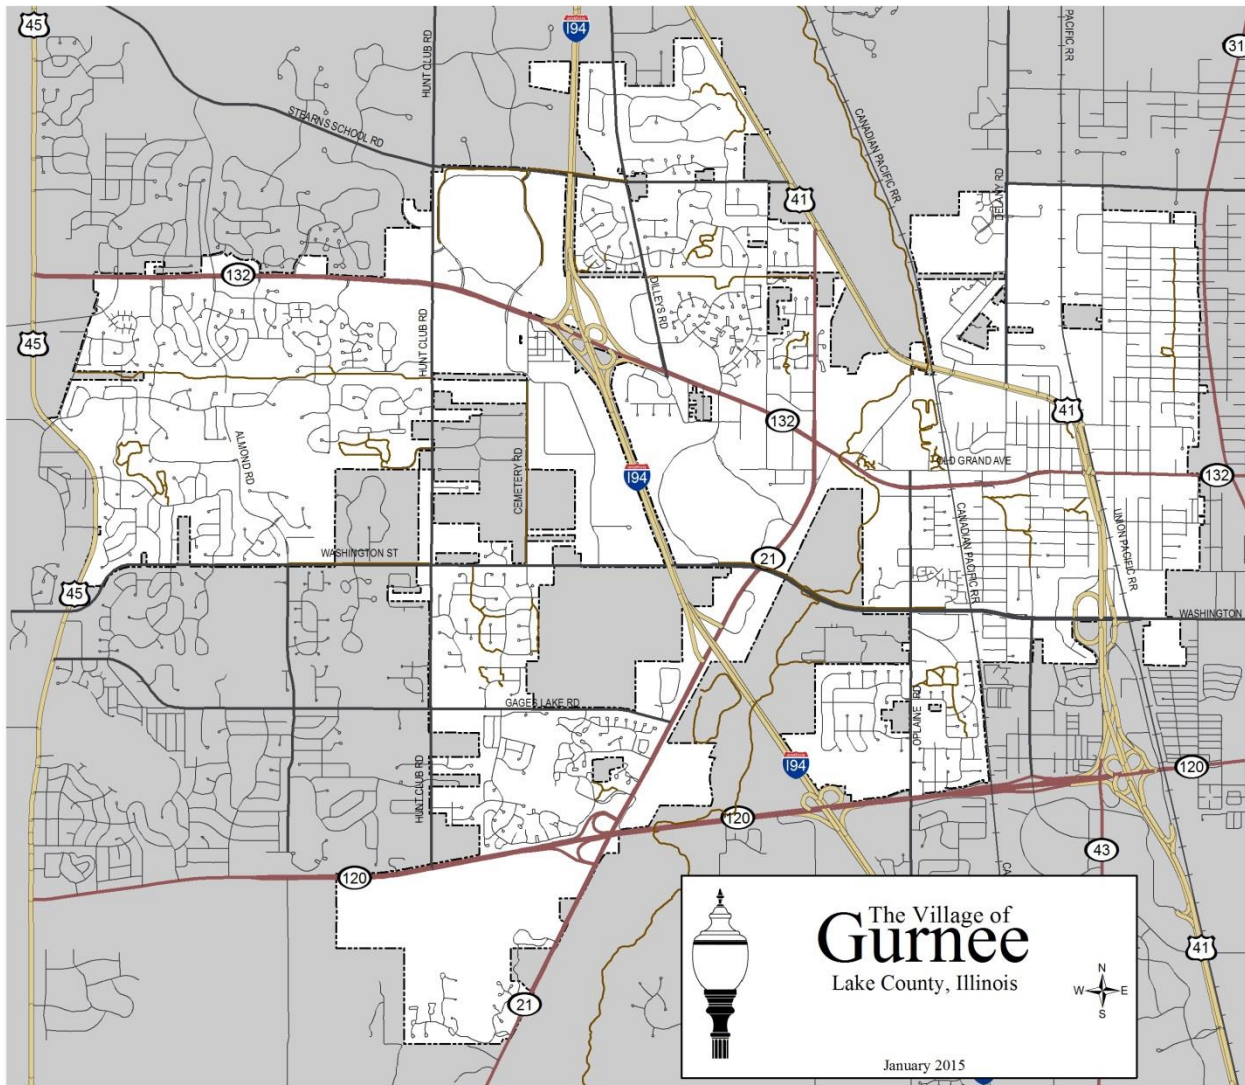 45
HUNT CLUB RD
I94
PACIFIC RR
31
STEARNS SCHOOL RD
CANADIAN PACIFIC RR
41
DELANY RD
132
DILLEYS RD
45
HUNT CLUB RD
41
132
ALMOND RD
OLD GRAND AVE
CEMETERY RD
I94
132
CANADIAN PACIFIC RR
UNION PACIFIC RR
WASHINGTON ST
21
45
WASHINGTON
GAGES LAKE RD
OPLAINE RD
HUNT CLUB RD
I94
120
120
43
120
CA
41
21
The Village of
Gurnee
Lake County, Illinois
N
W E
S
January 2015